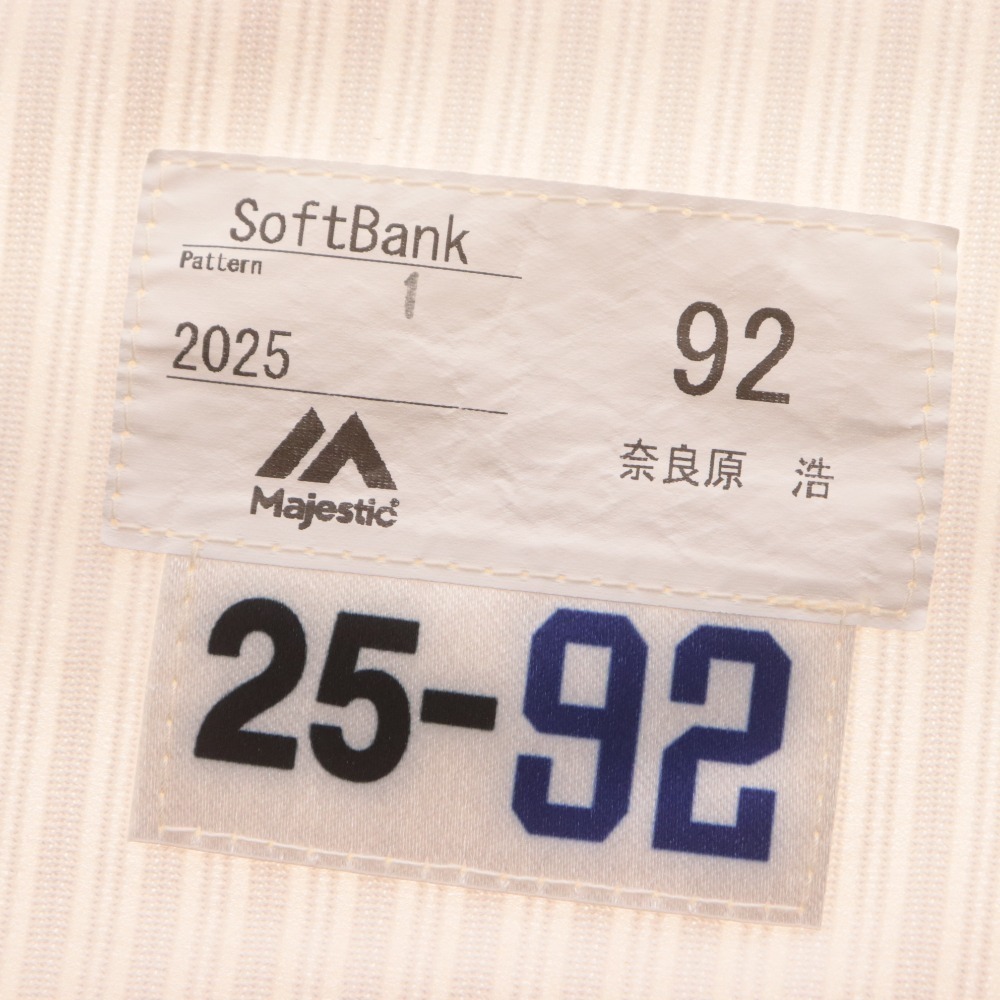 SoftBank
Pattern
1
2025
Majestic®
92
奈良原　浩
25-92